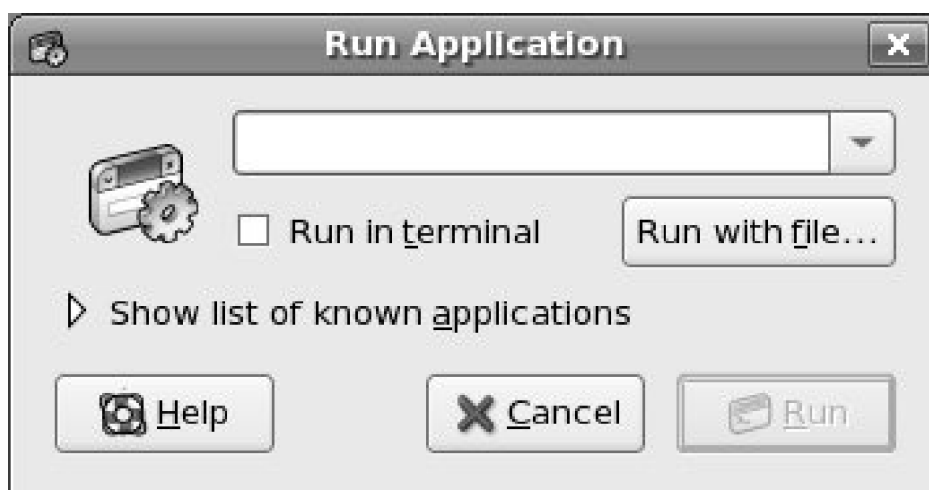 Run Application
Run in terminal
Run with file...
Show list of known applications
Help
Cancel
Run